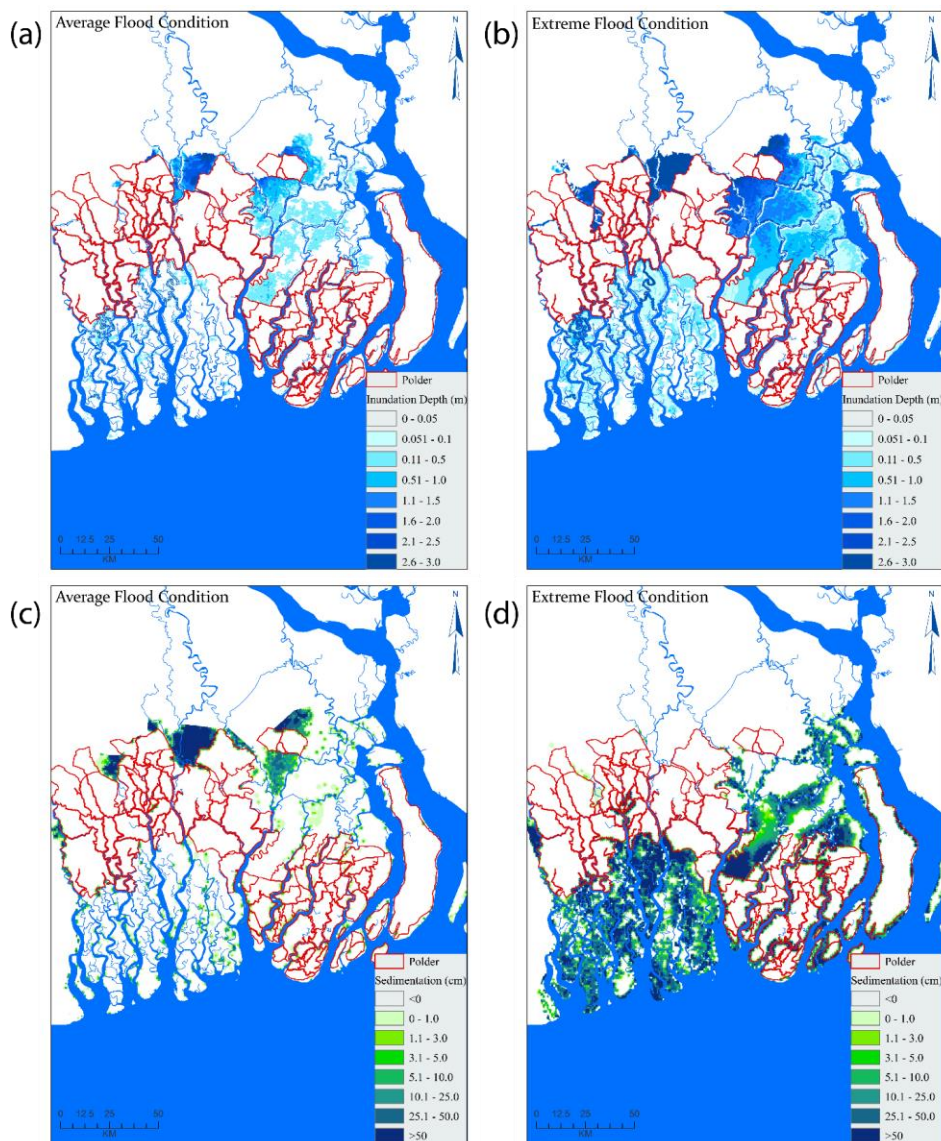 (a)
Average Flood Condition
N
Polder
Inundation Depth (m)
0 - 0.05
0.051 - 0.1
0.11 - 0.5
0.51 - 1.0
1.1 - 1.5
1.6 - 2.0
2.1 - 2.5
2.6 - 3.0
0 12.5 25 50
KM
(b)
Extreme Flood Condition
N
Polder
Inundation Depth (m)
0 - 0.05
0.051 - 0.1
0.11 - 0.5
0.51 - 1.0
1.1 - 1.5
1.6 - 2.0
2.1 - 2.5
2.6 - 3.0
0 12.5 25 50
KM
(c)
Average Flood Condition
N
Polder
Sedimentation (cm)
<0
0 - 1.0
1.1 - 3.0
3.1 - 5.0
5.1 - 10.0
10.1 - 25.0
25.1 - 50.0
>50
0 12.5 25 50
KM
(d)
Extreme Flood Condition
N
Polder
Sedimentation (cm)
<0
0 - 1.0
1.1 - 3.0
3.1 - 5.0
5.1 - 10.0
10.1 - 25.0
25.1 - 50.0
>50
0 12.5 25 50
KM